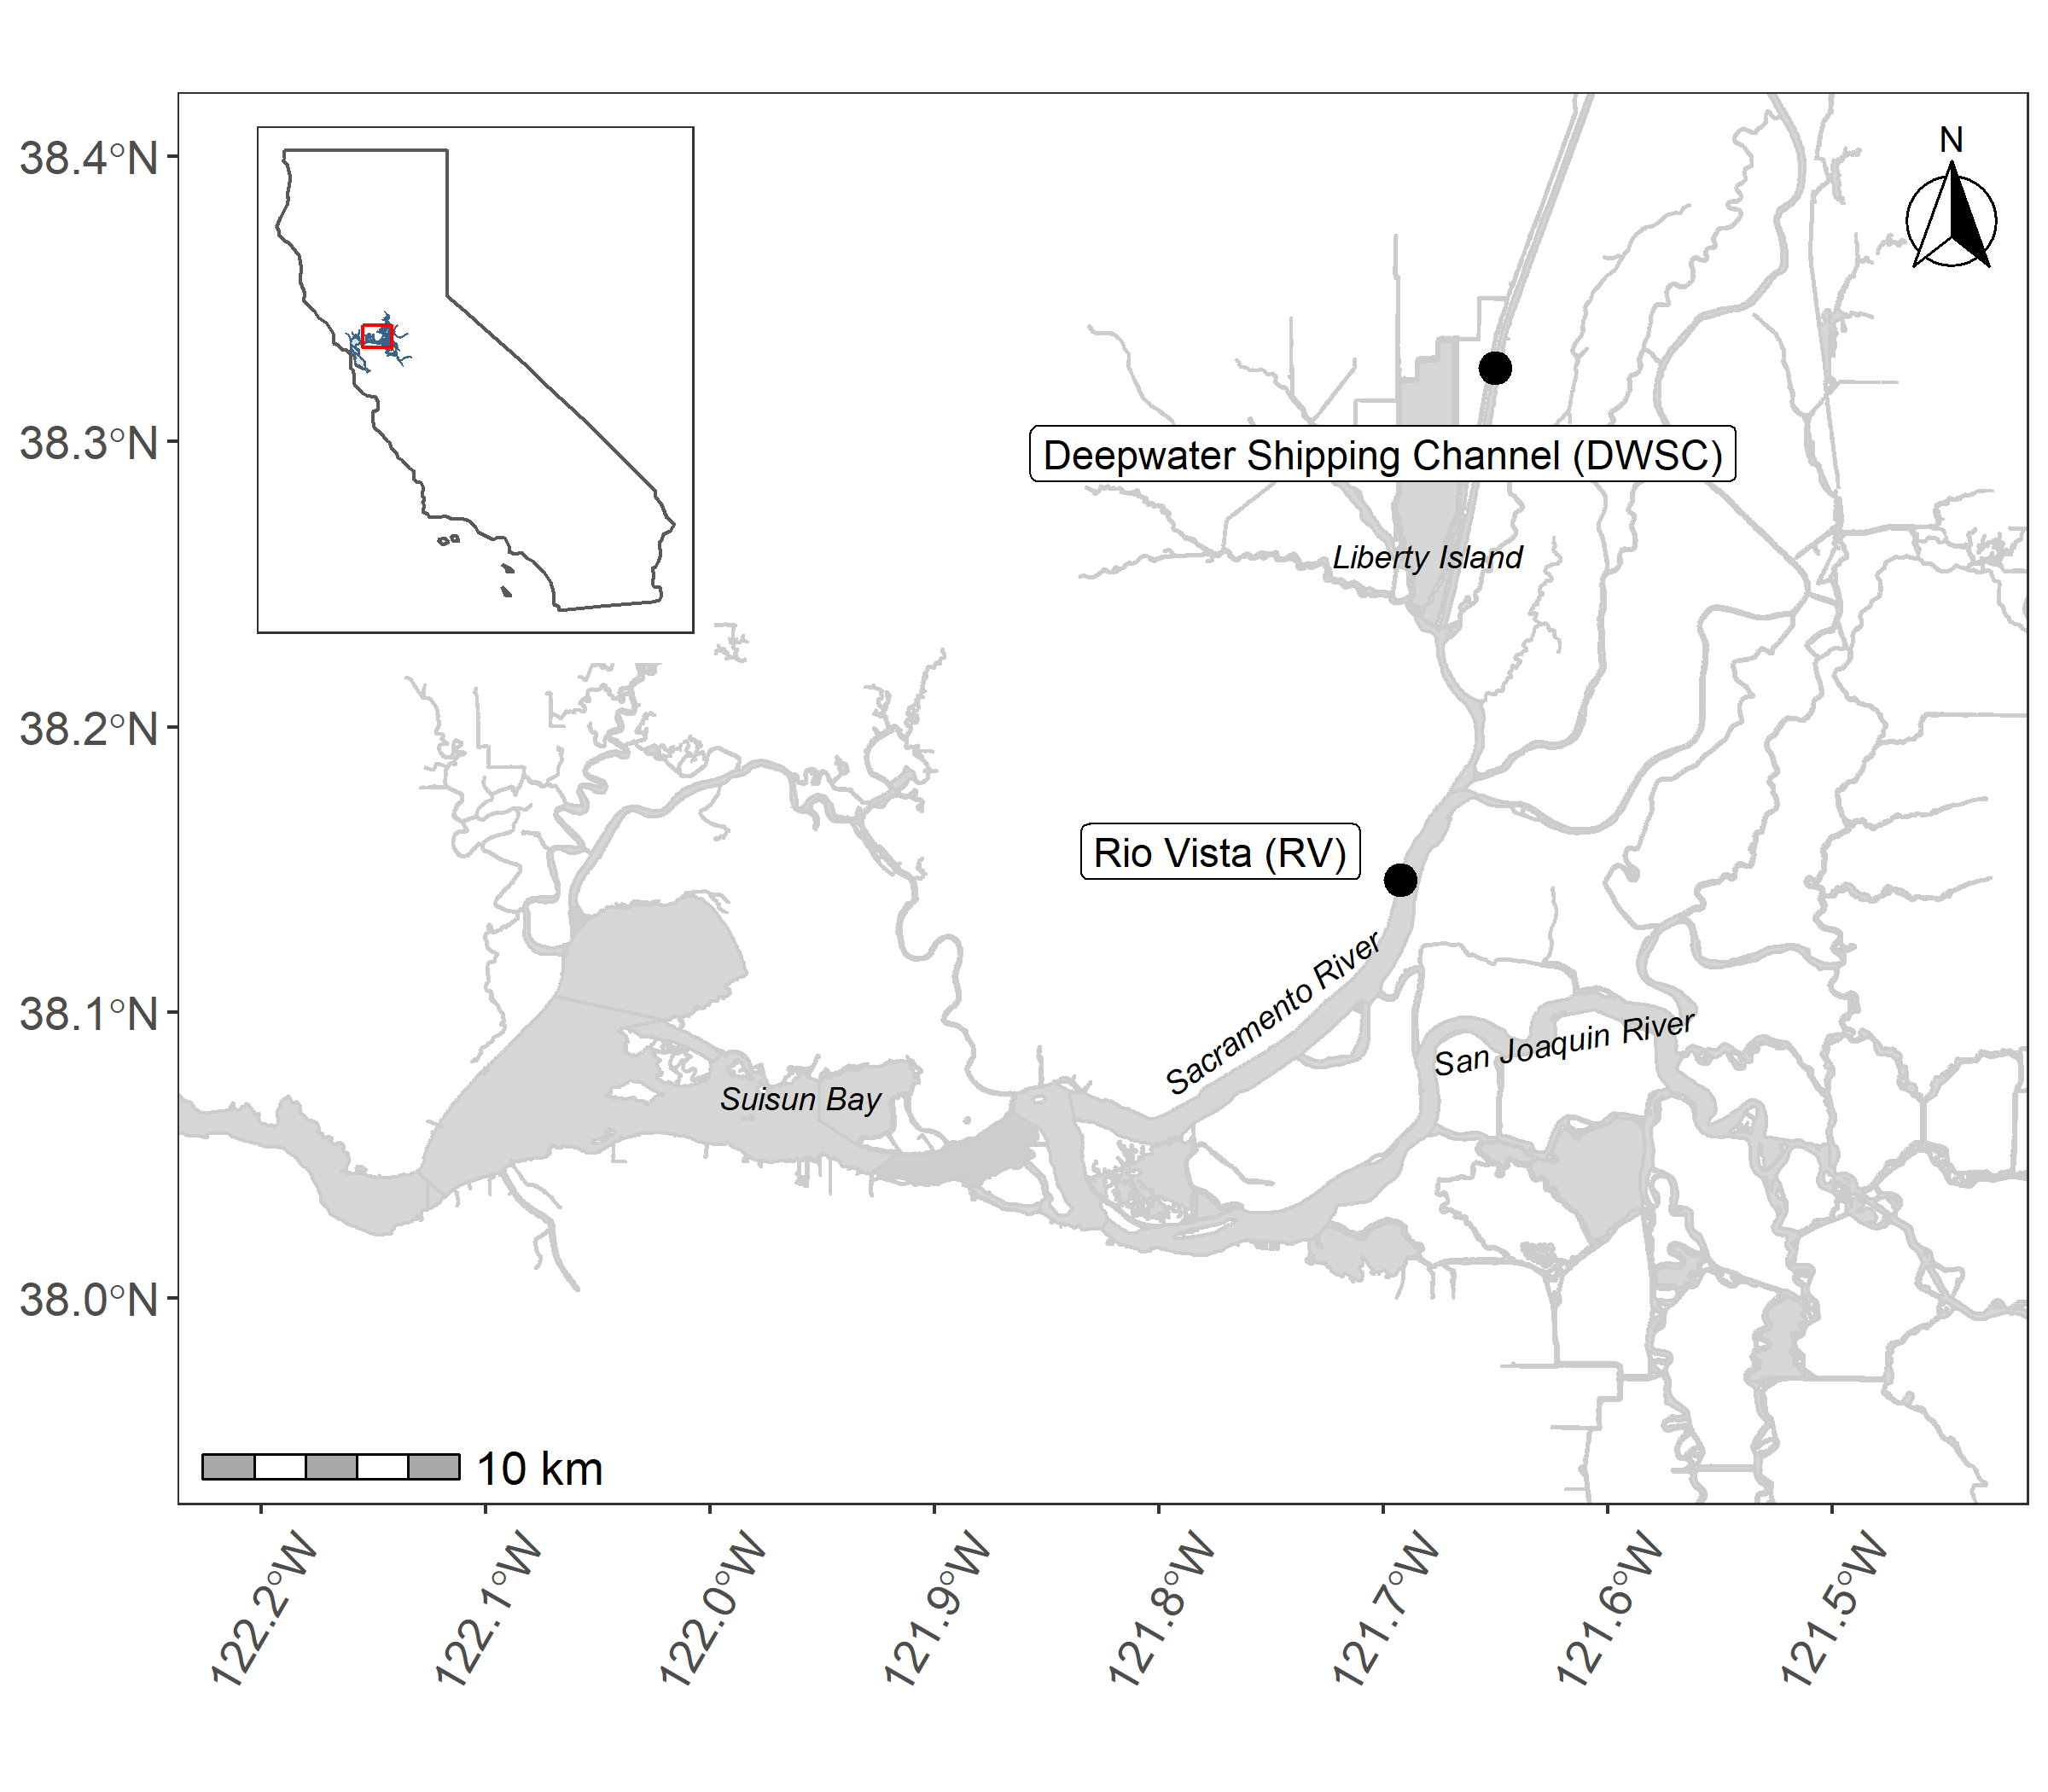 38.4°N
38.3°N
38.2°N
38.1°N
38.0°N
N
Deepwater Shipping Channel (DWSC)
Liberty Island
Rio Vista (RV)
Sacramento River
San Joaquin River
Suisun Bay
10 km
122.2°W
122.1°W
122.0°W
121.9°W
121.8°W
121.7°W
121.6°W
121.5°W